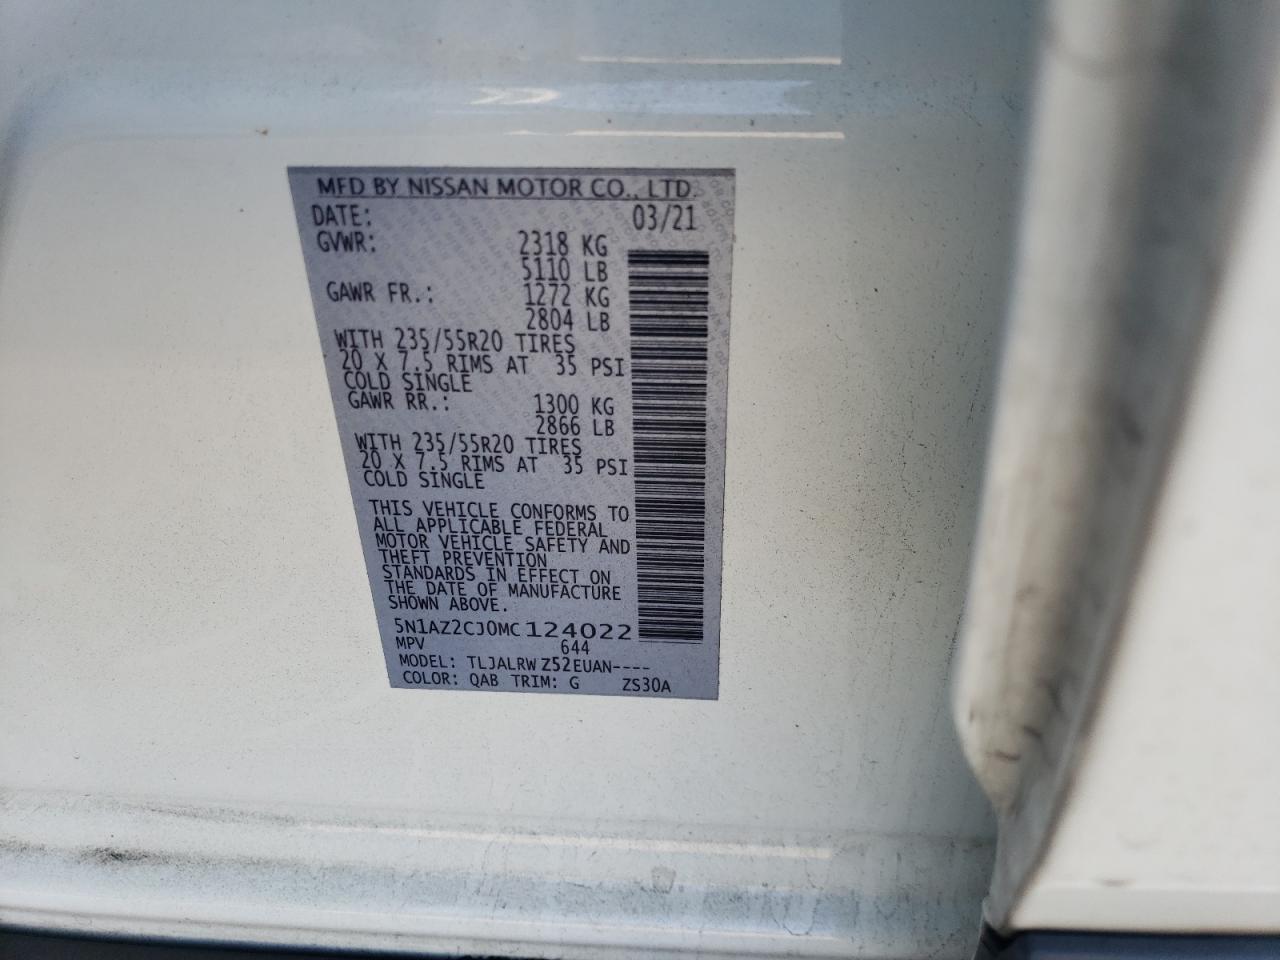 MFD BY NISSAN MOTOR CO., LTD.
DATE: 03/21
GVWR: 2318 KG
5110 LB
GAWR FR.: 1272 KG
2804 LB
WITH 235/55R20 TIRES
20 X 7.5 RIMS AT 35 PSI
COLD SINGLE
GAWR RR.: 1300 KG
2866 LB
WITH 235/55R20 TIRES
20 X 7.5 RIMS AT 35 PSI
COLD SINGLE
THIS VEHICLE CONFORMS TO
ALL APPLICABLE FEDERAL
MOTOR VEHICLE SAFETY AND
THEFT PREVENTION
STANDARDS IN EFFECT ON
THE DATE OF MANUFACTURE
SHOWN ABOVE.
5N1AZ2CJ0MC124022
MPV 644
MODEL: TLJALRW Z52EUAN----
COLOR: QAB TRIM: G ZS30A